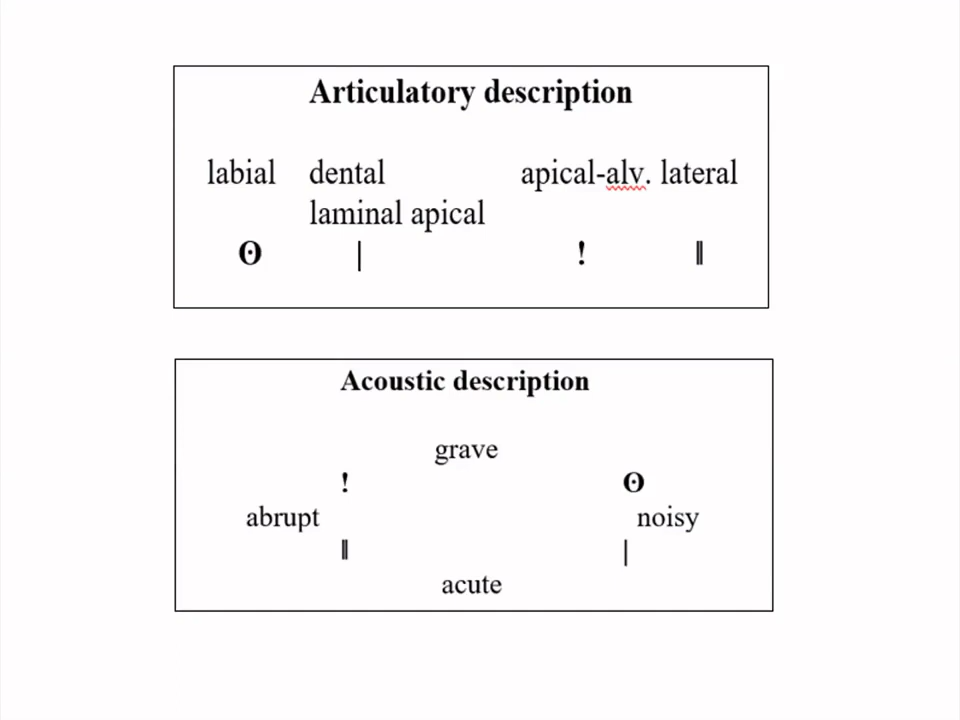 Articulatory description
labial dental apical-alv. lateral
laminal apical
ʘ | ! ‖
Acoustic description
grave
! ʘ
abrupt noisy
‖ |
acute